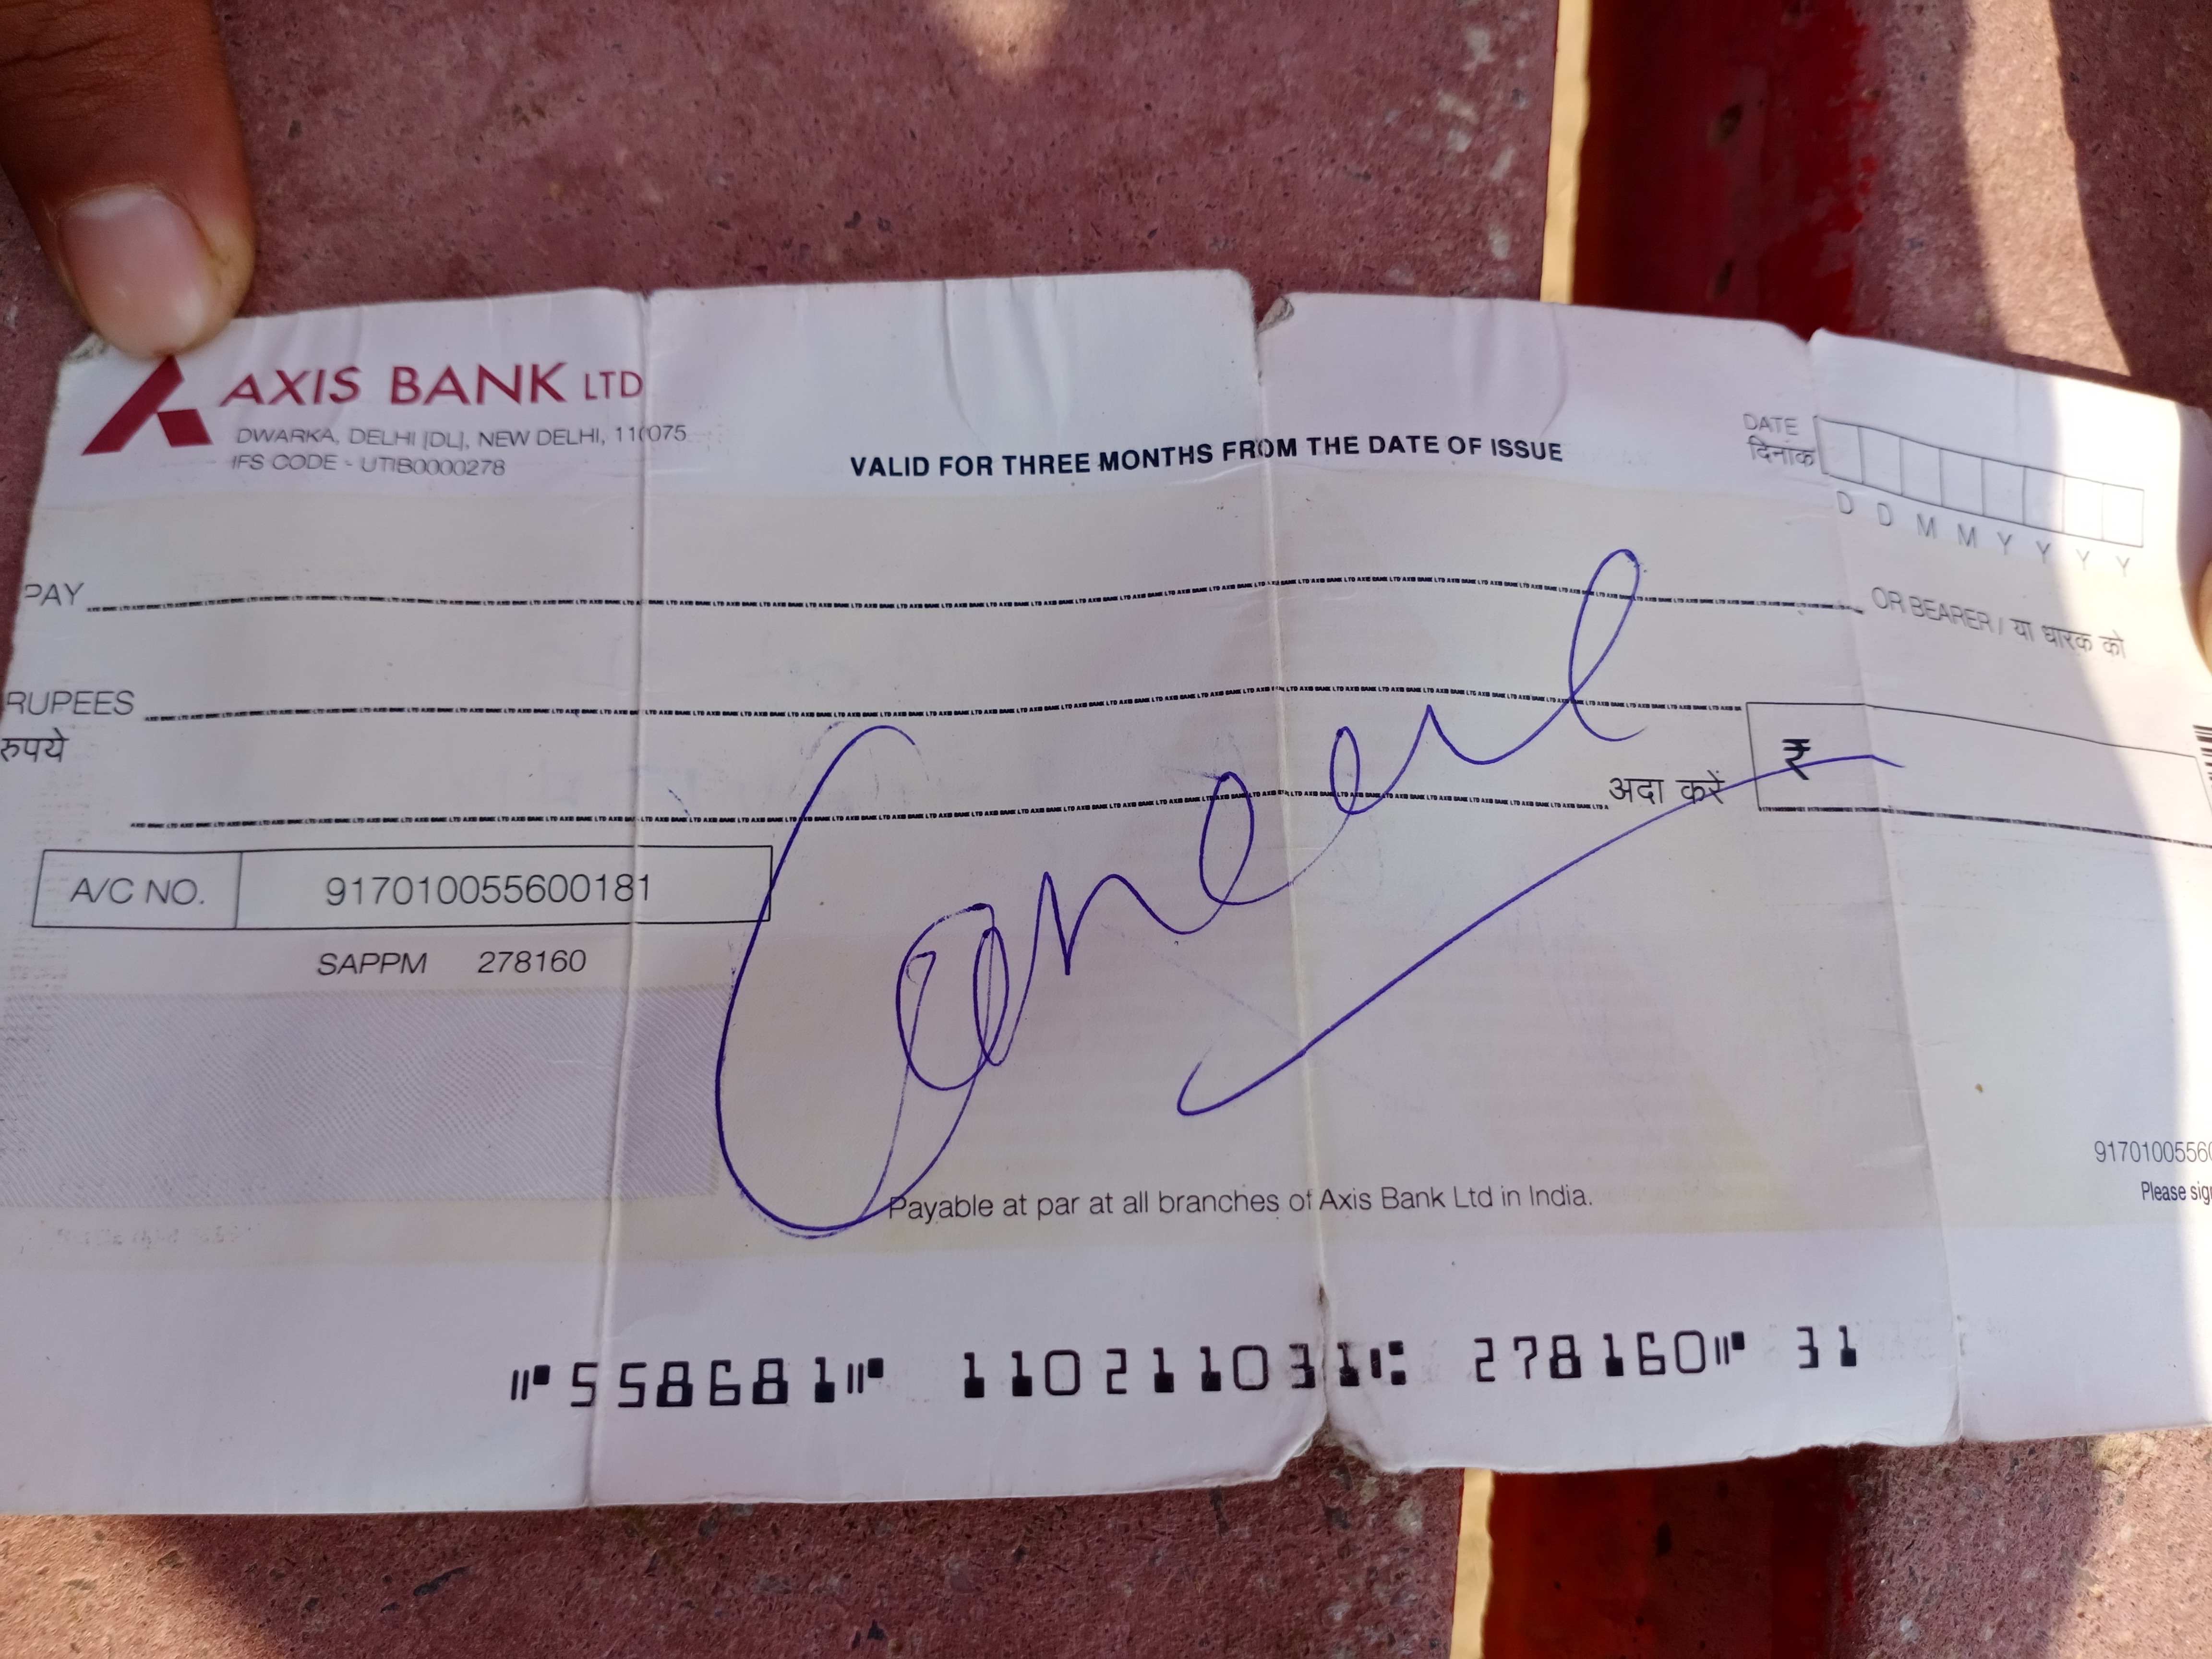 AXIS BANK LTD
DWARKA, DELHI [DL], NEW DELHI, 110075
IFS CODE - UTIB0000278
VALID FOR THREE MONTHS FROM THE DATE OF ISSUE
DATE
दिनांक
D D M M Y Y Y Y
PAY
OR BEARER / या धारक को
RUPEES
रुपये
अदा करें
₹
Cancel
A/C NO. 917010055600181
SAPPM 278160
9170100556
Please
Payable at par at all branches of Axis Bank Ltd in India.
⑈558681⑈ 110211031⑆ 278160⑈ 31